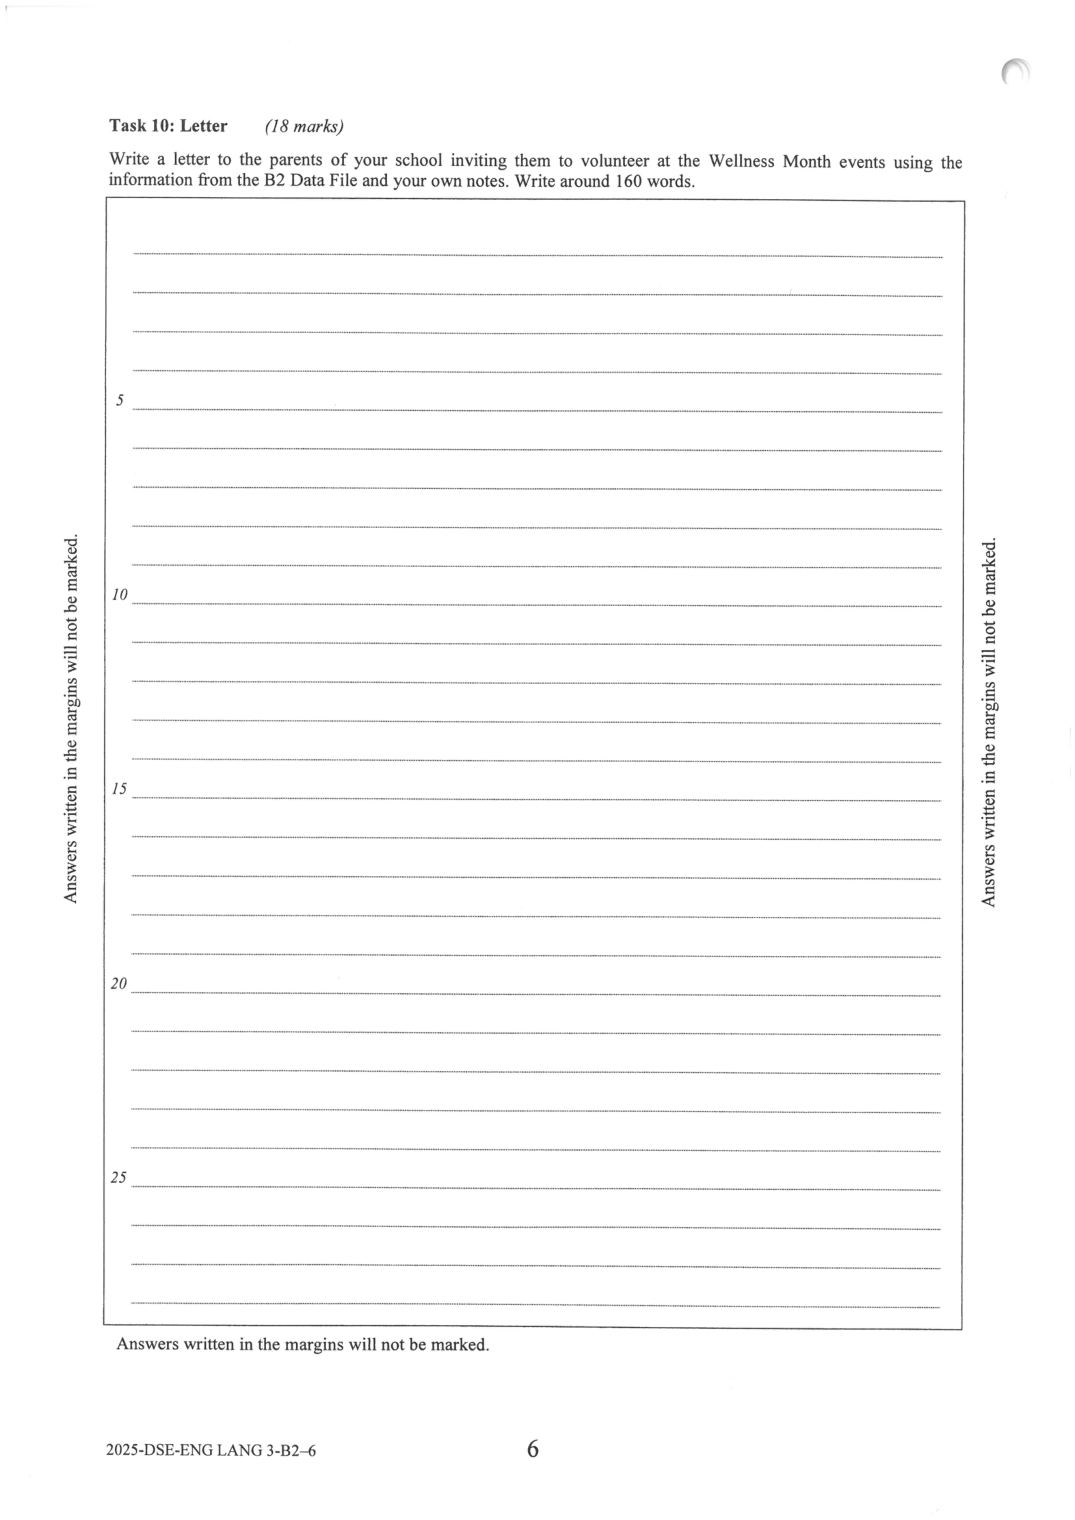 Task 10: Letter (18 marks)
Write a letter to the parents of your school inviting them to volunteer at the Wellness Month events using the
information from the B2 Data File and your own notes. Write around 160 words.
5
10
15
20
25
Answers written in the margins will not be marked.
Answers written in the margins will not be marked.
Answers written in the margins will not be marked.
2025-DSE-ENG LANG 3-B2–6
6